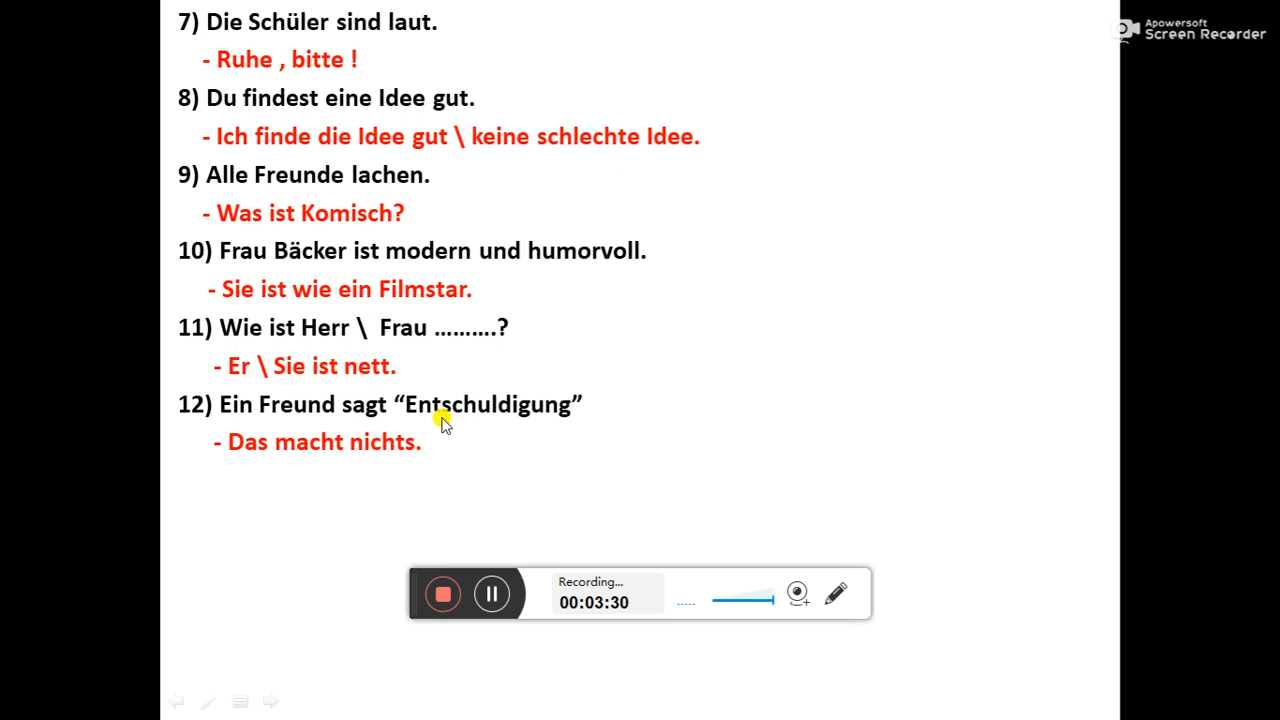 7) Die Schüler sind laut.
- Ruhe , bitte !
8) Du findest eine Idee gut.
- Ich finde die Idee gut \ keine schlechte Idee.
9) Alle Freunde lachen.
- Was ist Komisch?
10) Frau Bäcker ist modern und humorvoll.
- Sie ist wie ein Filmstar.
11) Wie ist Herr \ Frau ……….?
- Er \ Sie ist nett.
12) Ein Freund sagt “Entschuldigung”
- Das macht nichts.
Apowersoft
Screen Recorder
Recording...
00:03:30